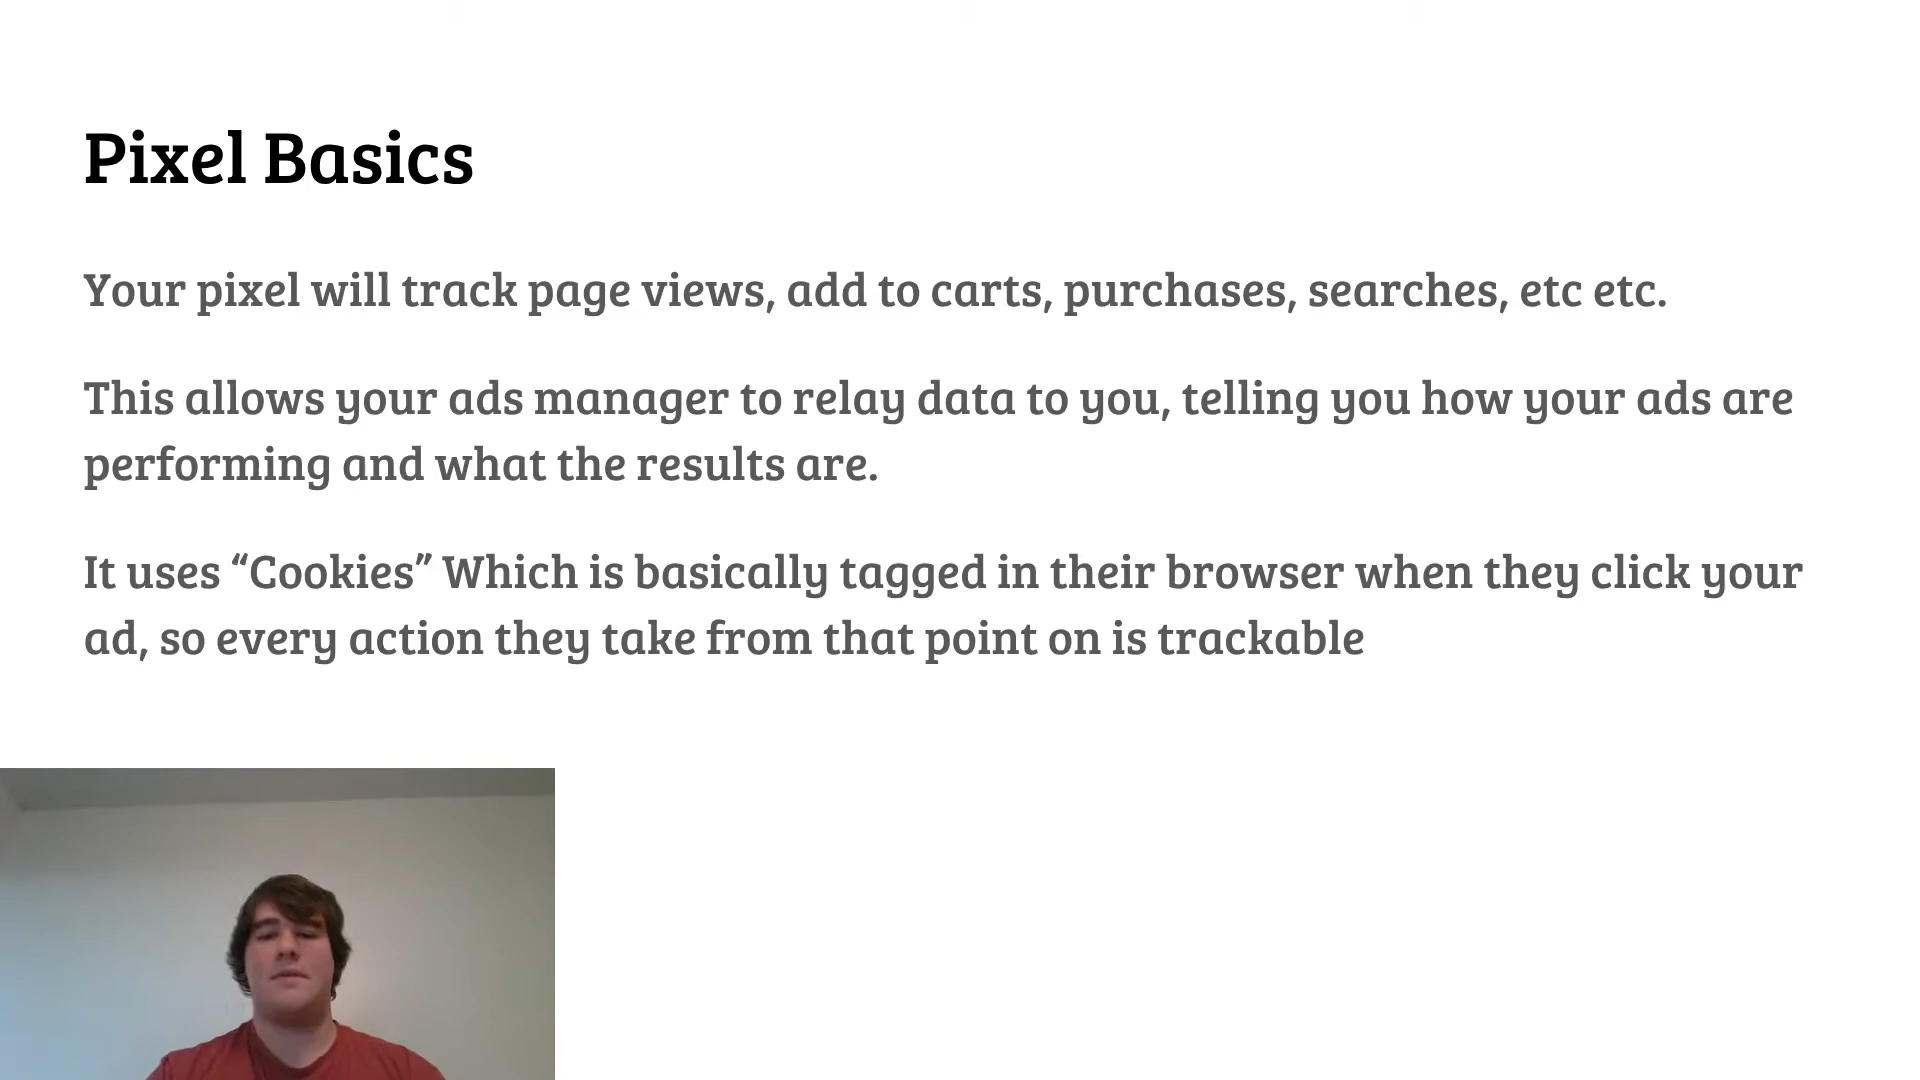 Pixel Basics
Your pixel will track page views, add to carts, purchases, searches, etc etc.
This allows your ads manager to relay data to you, telling you how your ads are
performing and what the results are.
It uses “Cookies” Which is basically tagged in their browser when they click your
ad, so every action they take from that point on is trackable